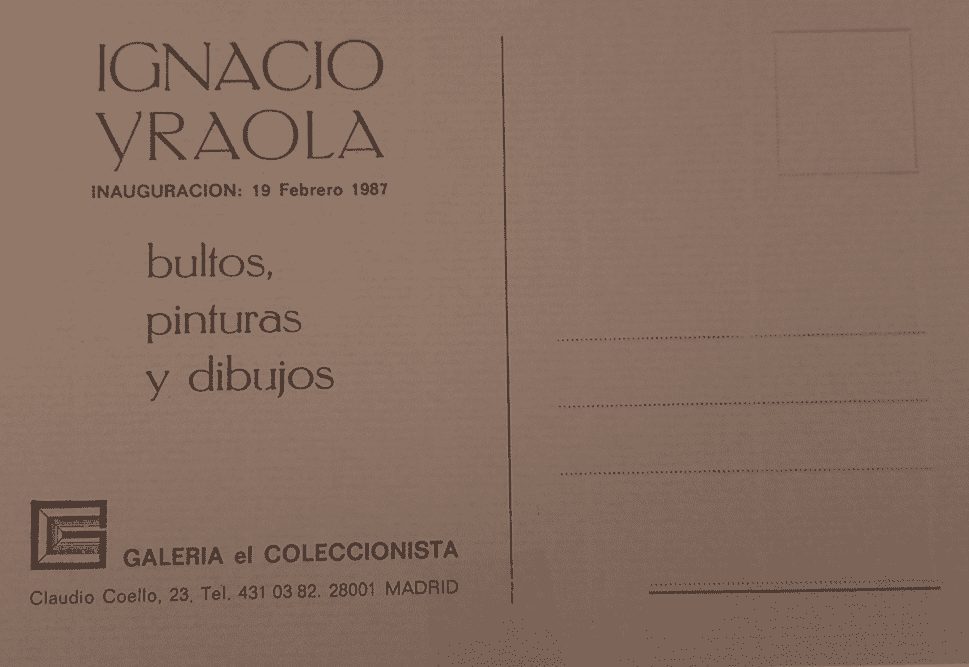 IGNACIO
YRAOLA
INAUGURACION: 19 Febrero 1987
bultos,
pinturas
y dibujos
GALERIA el COLECCIONISTA
Claudio Coello, 23. Tel. 431 03 82. 28001 MADRID